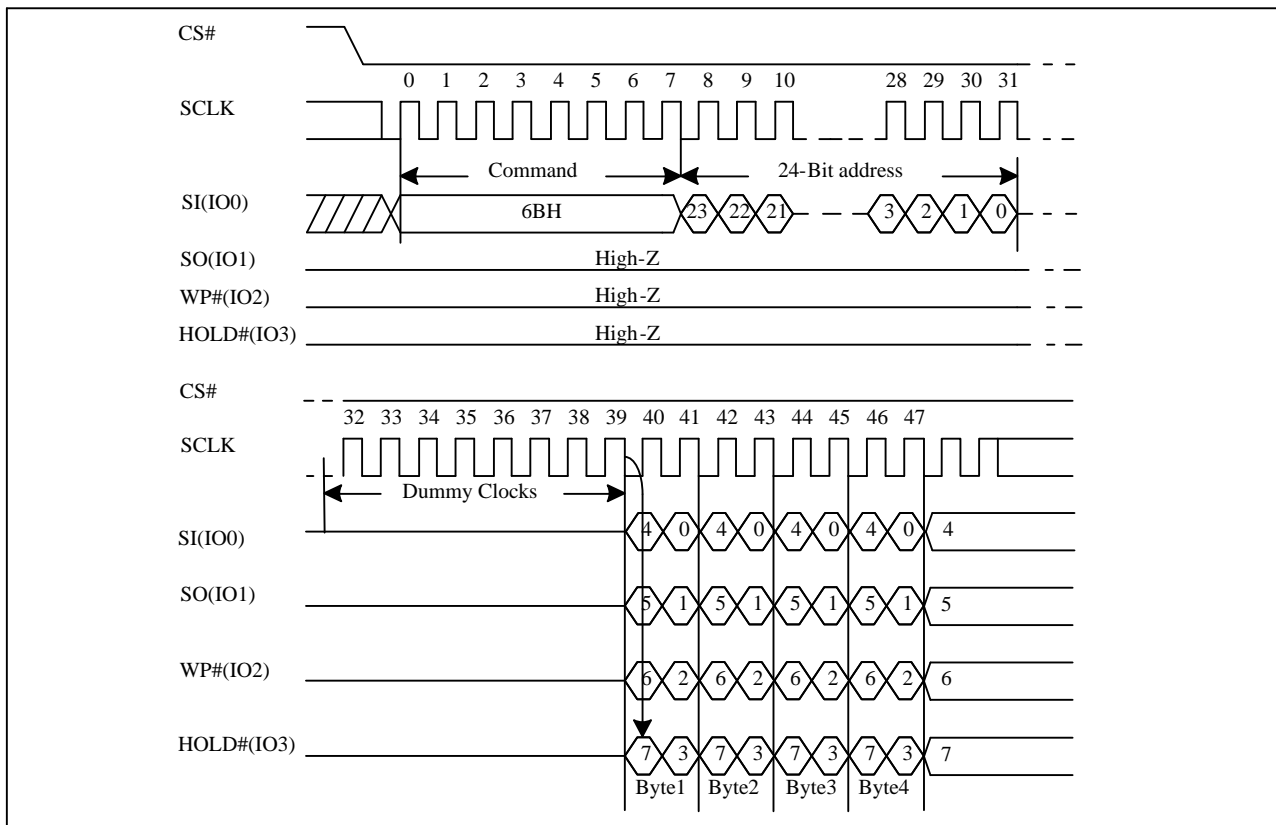 CS#
0 1 2 3 4 5 6 7 8 9 10 28 29 30 31
SCLK
Command 24-Bit address
SI(IO0) 6BH 23 22 21 3 2 1 0
SO(IO1) High-Z
WP#(IO2) High-Z
HOLD#(IO3) High-Z
CS#
32 33 34 35 36 37 38 39 40 41 42 43 44 45 46 47
SCLK
Dummy Clocks
SI(IO0) 4 0 4 0 4 0 4 0 4
SO(IO1) 5 1 5 1 5 1 5 1 5
WP#(IO2) 6 2 6 2 6 2 6 2 6
HOLD#(IO3) 7 3 7 3 7 3 7 3 7
Byte1 Byte2 Byte3 Byte4